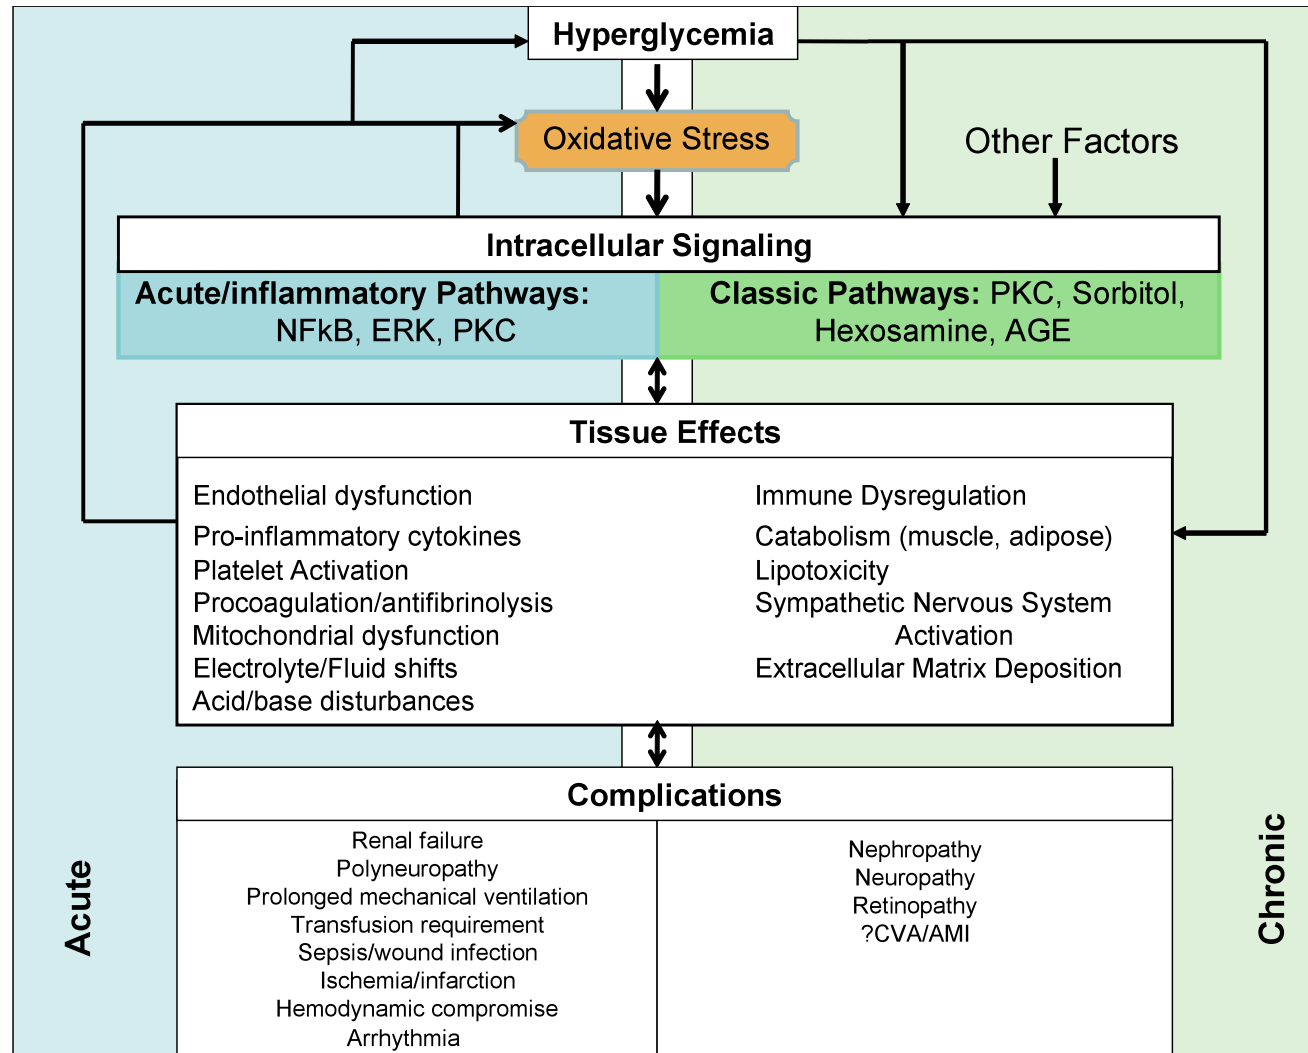 Hyperglycemia
Oxidative Stress
Other Factors
Intracellular Signaling
Acute/inflammatory Pathways:
NFkB, ERK, PKC
Classic Pathways: PKC, Sorbitol,
Hexosamine, AGE
Tissue Effects
Endothelial dysfunction
Pro-inflammatory cytokines
Platelet Activation
Procoagulation/antifibrinolysis
Mitochondrial dysfunction
Electrolyte/Fluid shifts
Acid/base disturbances
Immune Dysregulation
Catabolism (muscle, adipose)
Lipotoxicity
Sympathetic Nervous System
Activation
Extracellular Matrix Deposition
Complications
Renal failure
Polyneuropathy
Prolonged mechanical ventilation
Transfusion requirement
Sepsis/wound infection
Ischemia/infarction
Hemodynamic compromise
Arrhythmia
Nephropathy
Neuropathy
Retinopathy
?CVA/AMI
Acute
Chronic